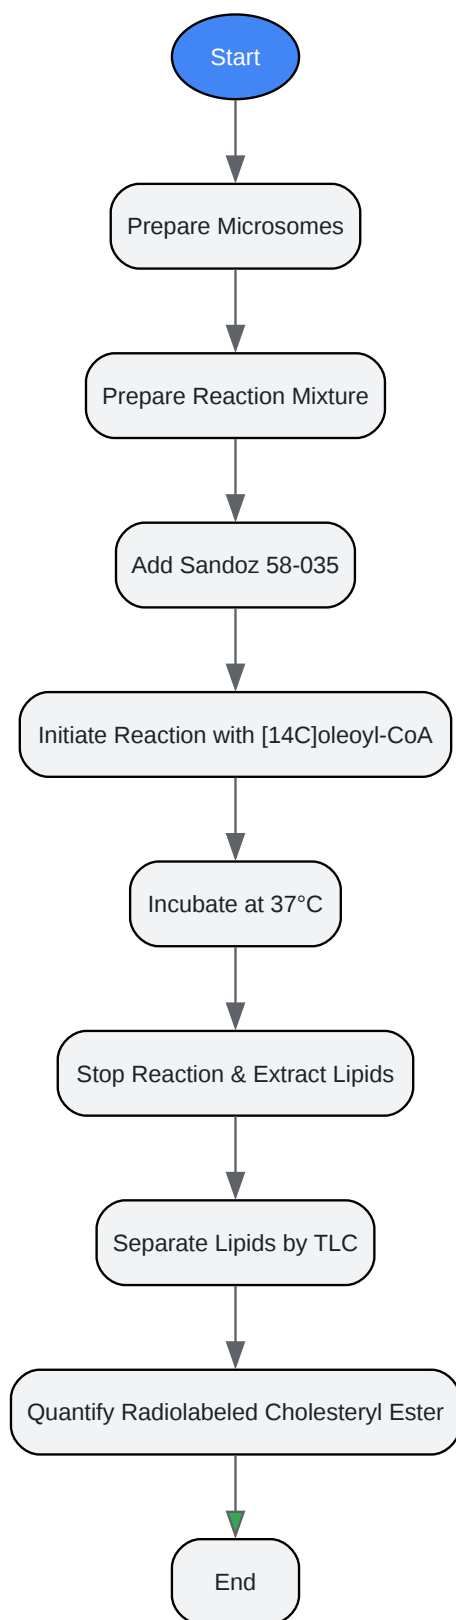 Start
Prepare Microsomes
Prepare Reaction Mixture
Add Sandoz 58-035
Initiate Reaction with [14C]oleoyl-CoA
Incubate at 37°C
Stop Reaction & Extract Lipids
Separate Lipids by TLC
Quantify Radiolabeled Cholesteryl Ester
End